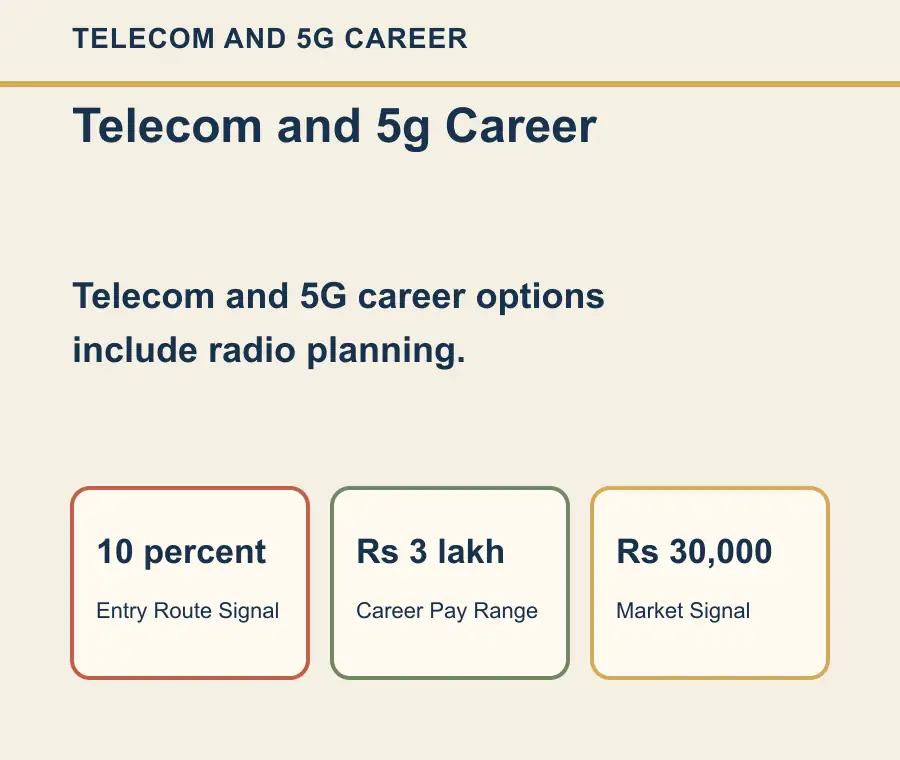 TELECOM AND 5G CAREER
Telecom and 5g Career
Telecom and 5G career options
include radio planning.
10 percent
Entry Route Signal
Rs 3 lakh
Career Pay Range
Rs 30,000
Market Signal